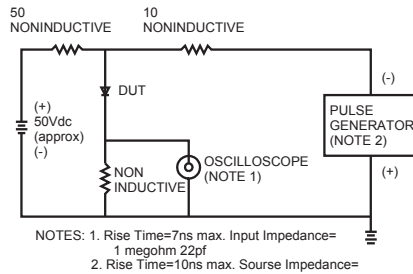 50
NONINDUCTIVE
10
NONINDUCTIVE
DUT
(+)
50Vdc
(approx)
(-)
(-)
PULSE
GENERATOR
(NOTE 2)
(+)
NON
INDUCTIVE
OSCILLOSCOPE
(NOTE 1)
NOTES: 1. Rise Time=7ns max. Input Impedance=
1 megohm 22pf
2. Rise Time=10ns max. Sourse Impedance=